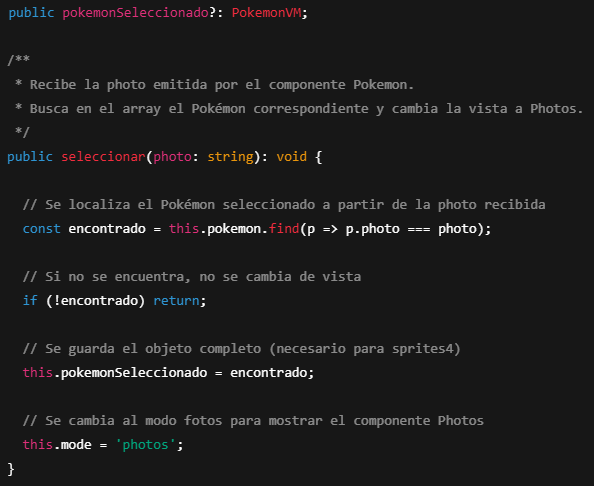 public pokemonSeleccionado?: PokemonVM;
/**
 * Recibe la photo emitida por el componente Pokemon.
 * Busca en el array el Pokémon correspondiente y cambia la vista a Photos.
 */
public seleccionar(photo: string): void {
  // Se localiza el Pokémon seleccionado a partir de la photo recibida
  const encontrado = this.pokemon.find(p => p.photo === photo);
  // Si no se encuentra, no se cambia de vista
  if (!encontrado) return;
  // Se guarda el objeto completo (necesario para sprites4)
  this.pokemonSeleccionado = encontrado;
  // Se cambia al modo fotos para mostrar el componente Photos
  this.mode = 'photos';
}